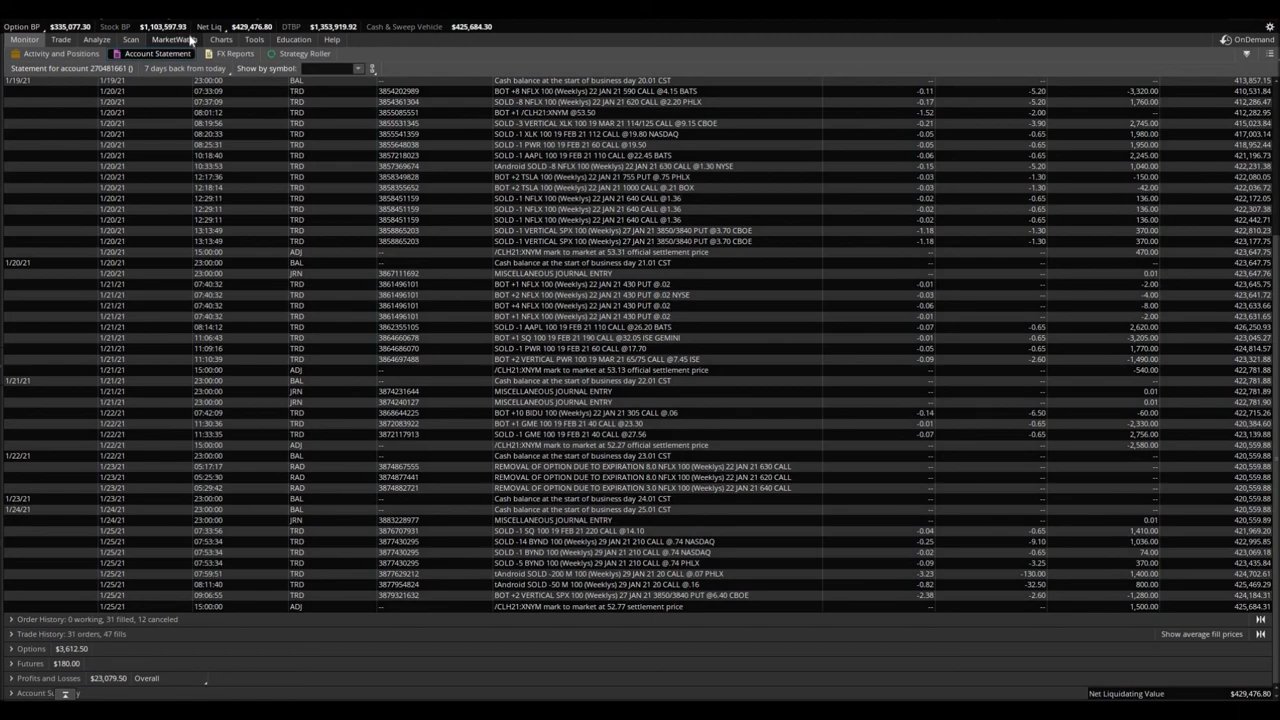 Option BP $335,077.30 Stock BP $1,103,597.93 Net Liq $429,476.80 DTBP $1,353,919.92 Cash & Sweep Vehicle $425,684.30
Monitor Trade Analyze Scan MarketWatch Charts Tools Education Help OnDemand
Activity and Positions Account Statement FX Reports Strategy Roller
Statement for account 270481661 () 7 days back from today Show by symbol:
1/19/21 1/19/21 23:00:00 BAL -- Cash balance at the start of business day 20.01 CST -- -- -- 413,857.15
1/20/21 07:33:09 TRD 3854202989 BOT +8 NFLX 100 (Weeklys) 22 JAN 21 590 CALL @4.15 BATS -0.11 -5.20 -3,320.00 410,531.84
1/20/21 07:37:09 TRD 3854361304 SOLD -8 NFLX 100 (Weeklys) 22 JAN 21 620 CALL @2.20 PHLX -0.17 -5.20 1,760.00 412,286.47
1/20/21 08:01:12 TRD 3855085551 BOT +1 /CLH21:XNYM @53.50 -1.52 -2.00 -- 412,282.95
1/20/21 08:19:56 TRD 3855531345 SOLD -3 VERTICAL XLK 100 19 MAR 21 114/125 CALL @9.15 CBOE -0.21 -3.90 2,745.00 415,023.84
1/20/21 08:20:33 TRD 3855541359 SOLD -1 XLK 100 19 FEB 21 112 CALL @19.80 NASDAQ -0.05 -0.65 1,980.00 417,003.14
1/20/21 08:25:31 TRD 3855648038 SOLD -1 PWR 100 19 FEB 21 60 CALL @19.50 -0.05 -0.65 1,950.00 418,952.44
1/20/21 10:18:40 TRD 3857218023 SOLD -1 AAPL 100 19 FEB 21 110 CALL @22.45 BATS -0.06 -0.65 2,245.00 421,196.73
1/20/21 10:33:53 TRD 3857369674 tAndroid SOLD -8 NFLX 100 (Weeklys) 22 JAN 21 630 CALL @1.30 NYSE -0.15 -5.20 1,040.00 422,231.38
1/20/21 12:17:36 TRD 3858349828 BOT +2 TSLA 100 (Weeklys) 22 JAN 21 755 PUT @.75 PHLX -0.03 -1.30 -150.00 422,080.05
1/20/21 12:18:14 TRD 3858355652 BOT +2 TSLA 100 (Weeklys) 22 JAN 21 1000 CALL @.21 BOX -0.03 -1.30 -42.00 422,036.72
1/20/21 12:29:11 TRD 3858451159 SOLD -1 NFLX 100 (Weeklys) 22 JAN 21 640 CALL @1.36 -0.02 -0.65 136.00 422,172.05
1/20/21 12:29:11 TRD 3858451159 SOLD -1 NFLX 100 (Weeklys) 22 JAN 21 640 CALL @1.36 -0.02 -0.65 136.00 422,307.38
1/20/21 12:29:11 TRD 3858451159 SOLD -1 NFLX 100 (Weeklys) 22 JAN 21 640 CALL @1.36 -0.02 -0.65 136.00 422,442.71
1/20/21 13:13:49 TRD 3858865203 SOLD -1 VERTICAL SPX 100 (Weeklys) 27 JAN 21 3850/3840 PUT @3.70 CBOE -1.18 -1.30 370.00 422,810.23
1/20/21 13:13:49 TRD 3858865203 SOLD -1 VERTICAL SPX 100 (Weeklys) 27 JAN 21 3850/3840 PUT @3.70 CBOE -1.18 -1.30 370.00 423,177.75
1/20/21 15:00:00 ADJ -- /CLH21:XNYM mark to market at 53.31 official settlement price -- -- 470.00 423,647.75
1/20/21 1/20/21 23:00:00 BAL -- Cash balance at the start of business day 21.01 CST -- -- -- 423,647.75
1/20/21 23:00:00 JRN 3867111692 MISCELLANEOUS JOURNAL ENTRY -- -- 0.01 423,647.76
1/21/21 07:40:32 TRD 3861496101 BOT +1 NFLX 100 (Weeklys) 22 JAN 21 430 PUT @.02 -0.01 -- -2.00 423,645.75
1/21/21 07:40:32 TRD 3861496101 BOT +2 NFLX 100 (Weeklys) 22 JAN 21 430 PUT @.02 NYSE -0.03 -- -4.00 423,641.72
1/21/21 07:40:32 TRD 3861496101 BOT +4 NFLX 100 (Weeklys) 22 JAN 21 430 PUT @.02 -0.06 -- -8.00 423,633.66
1/21/21 07:40:32 TRD 3861496101 BOT +1 NFLX 100 (Weeklys) 22 JAN 21 430 PUT @.02 -0.01 -- -2.00 423,631.65
1/21/21 08:14:12 TRD 3862355105 SOLD -1 AAPL 100 19 FEB 21 110 CALL @26.20 BATS -0.07 -0.65 2,620.00 426,250.93
1/21/21 11:06:43 TRD 3864660678 BOT +1 SQ 100 19 FEB 21 190 CALL @32.05 ISE GEMINI -0.01 -0.65 -3,205.00 423,045.27
1/21/21 11:09:16 TRD 3864686070 SOLD -1 PWR 100 19 FEB 21 60 CALL @17.70 -0.05 -0.65 1,770.00 424,814.57
1/21/21 11:10:39 TRD 3864697488 BOT +2 VERTICAL PWR 100 19 MAR 21 65/75 CALL @7.45 ISE -0.09 -2.60 -1,490.00 423,321.88
1/21/21 15:00:00 ADJ -- /CLH21:XNYM mark to market at 53.13 official settlement price -- -- -540.00 422,781.88
1/21/21 1/21/21 23:00:00 BAL -- Cash balance at the start of business day 22.01 CST -- -- -- 422,781.88
1/21/21 23:00:00 JRN 3874231644 MISCELLANEOUS JOURNAL ENTRY -- -- 0.01 422,781.89
1/21/21 23:00:00 JRN 3874240127 MISCELLANEOUS JOURNAL ENTRY -- -- 0.01 422,781.90
1/22/21 07:42:09 TRD 3868644225 BOT +10 BIDU 100 (Weeklys) 22 JAN 21 305 CALL @.06 -0.14 -6.50 -60.00 422,715.26
1/22/21 11:30:36 TRD 3872083922 BOT +1 GME 100 19 FEB 21 40 CALL @23.30 -0.01 -0.65 -2,330.00 420,384.60
1/22/21 11:33:35 TRD 3872117913 SOLD -1 GME 100 19 FEB 21 40 CALL @27.56 -0.07 -0.65 2,756.00 423,139.88
1/22/21 15:00:00 ADJ -- /CLH21:XNYM mark to market at 52.27 official settlement price -- -- -2,580.00 420,559.88
1/22/21 1/22/21 23:00:00 BAL -- Cash balance at the start of business day 23.01 CST -- -- -- 420,559.88
1/23/21 05:17:17 RAD 3874867555 REMOVAL OF OPTION DUE TO EXPIRATION 8.0 NFLX 100 (Weeklys) 22 JAN 21 630 CALL -- -- -- 420,559.88
1/23/21 05:25:30 RAD 3874877441 REMOVAL OF OPTION DUE TO EXPIRATION 8.0 NFLX 100 (Weeklys) 22 JAN 21 620 CALL -- -- -- 420,559.88
1/23/21 05:29:42 RAD 3874882721 REMOVAL OF OPTION DUE TO EXPIRATION 3.0 NFLX 100 (Weeklys) 22 JAN 21 640 CALL -- -- -- 420,559.88
1/23/21 1/23/21 23:00:00 BAL -- Cash balance at the start of business day 24.01 CST -- -- -- 420,559.88
1/24/21 1/24/21 23:00:00 BAL -- Cash balance at the start of business day 25.01 CST -- -- -- 420,559.88
1/24/21 23:00:00 JRN 3883228977 MISCELLANEOUS JOURNAL ENTRY -- -- 0.01 420,559.89
1/25/21 07:33:56 TRD 3876707931 SOLD -1 SQ 100 19 FEB 21 220 CALL @14.10 -0.04 -0.65 1,410.00 421,969.20
1/25/21 07:53:34 TRD 3877430295 SOLD -14 BYND 100 (Weeklys) 29 JAN 21 210 CALL @.74 NASDAQ -0.25 -9.10 1,036.00 422,995.85
1/25/21 07:53:34 TRD 3877430295 SOLD -1 BYND 100 (Weeklys) 29 JAN 21 210 CALL @.74 NASDAQ -0.02 -0.65 74.00 423,069.18
1/25/21 07:53:34 TRD 3877430295 SOLD -5 BYND 100 (Weeklys) 29 JAN 21 210 CALL @.74 PHLX -0.09 -3.25 370.00 423,435.84
1/25/21 07:59:51 TRD 3877629212 tAndroid SOLD -200 M 100 (Weeklys) 29 JAN 21 20 CALL @.07 PHLX -3.23 -130.00 1,400.00 424,702.61
1/25/21 08:11:40 TRD 3877954824 tAndroid SOLD -50 M 100 (Weeklys) 29 JAN 21 20 CALL @.16 -0.82 -32.50 800.00 425,469.29
1/25/21 09:06:55 TRD 3879321632 BOT +2 VERTICAL SPX 100 (Weeklys) 27 JAN 21 3850/3840 PUT @6.40 CBOE -2.38 -2.60 -1,280.00 424,184.31
1/25/21 15:00:00 ADJ -- /CLH21:XNYM mark to market at 52.77 settlement price -- -- 1,500.00 425,684.31
Order History: 0 working, 31 filled, 12 canceled
Trade History: 31 orders, 47 fills Show average fill prices
Options $3,612.50
Futures $180.00
Profits and Losses $23,079.50 Overall
Account Su y Net Liquidating Value $429,476.80